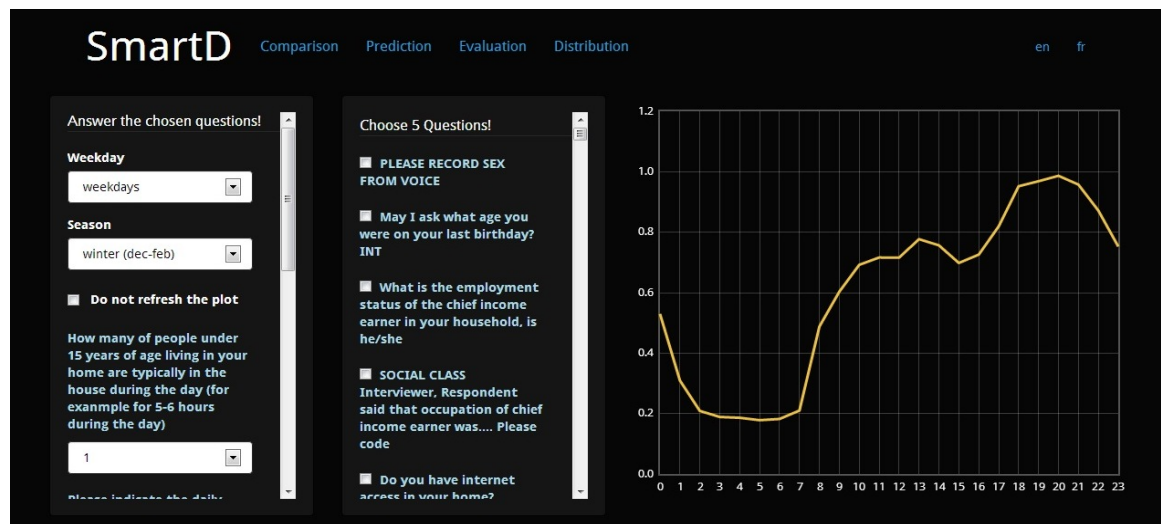 SmartD
Comparison Prediction Evaluation Distribution
en fr
Answer the chosen questions!
Weekday
weekdays
Season
winter (dec-feb)
Do not refresh the plot
How many of people under
15 years of age living in your
home are typically in the
house during the day (for
exanmple for 5-6 hours
during the day)
1
Please indicate the daily
Choose 5 Questions!
PLEASE RECORD SEX
FROM VOICE
May I ask what age you
were on your last birthday?
INT
What is the employment
status of the chief income
earner in your household, is
he/she
SOCIAL CLASS
Interviewer, Respondent
said that occupation of chief
income earner was.... Please
code
Do you have internet
access in your home?
1.2
1.0
0.8
0.6
0.4
0.2
0.0
0 1 2 3 4 5 6 7 8 9 10 11 12 13 14 15 16 17 18 19 20 21 22 23